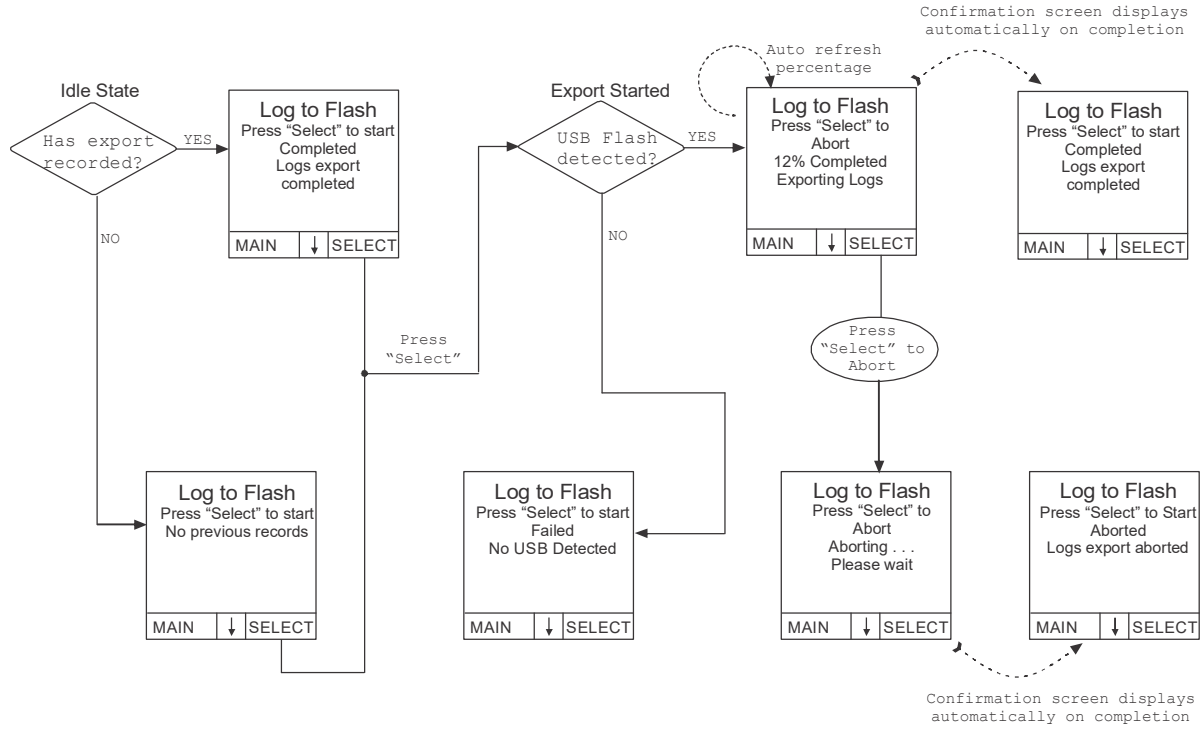 Confirmation screen displays
automatically on completion
Auto refresh
percentage
Idle State
Has export
recorded?
YES
NO
Log to Flash
Press “Select” to start
Completed
Logs export
completed
MAIN ↓ SELECT
Press
“Select”
Export Started
USB Flash
detected?
YES
NO
Log to Flash
Press “Select” to
Abort
12% Completed
Exporting Logs
MAIN ↓ SELECT
Log to Flash
Press “Select” to start
Completed
Logs export
completed
MAIN ↓ SELECT
Press
“Select” to
Abort
Log to Flash
Press “Select” to start
No previous records
MAIN ↓ SELECT
Log to Flash
Press “Select” to start
Failed
No USB Detected
MAIN ↓ SELECT
Log to Flash
Press “Select” to
Abort
Aborting . . .
Please wait
MAIN ↓ SELECT
Log to Flash
Press “Select” to Start
Aborted
Logs export aborted
MAIN ↓ SELECT
Confirmation screen displays
automatically on completion